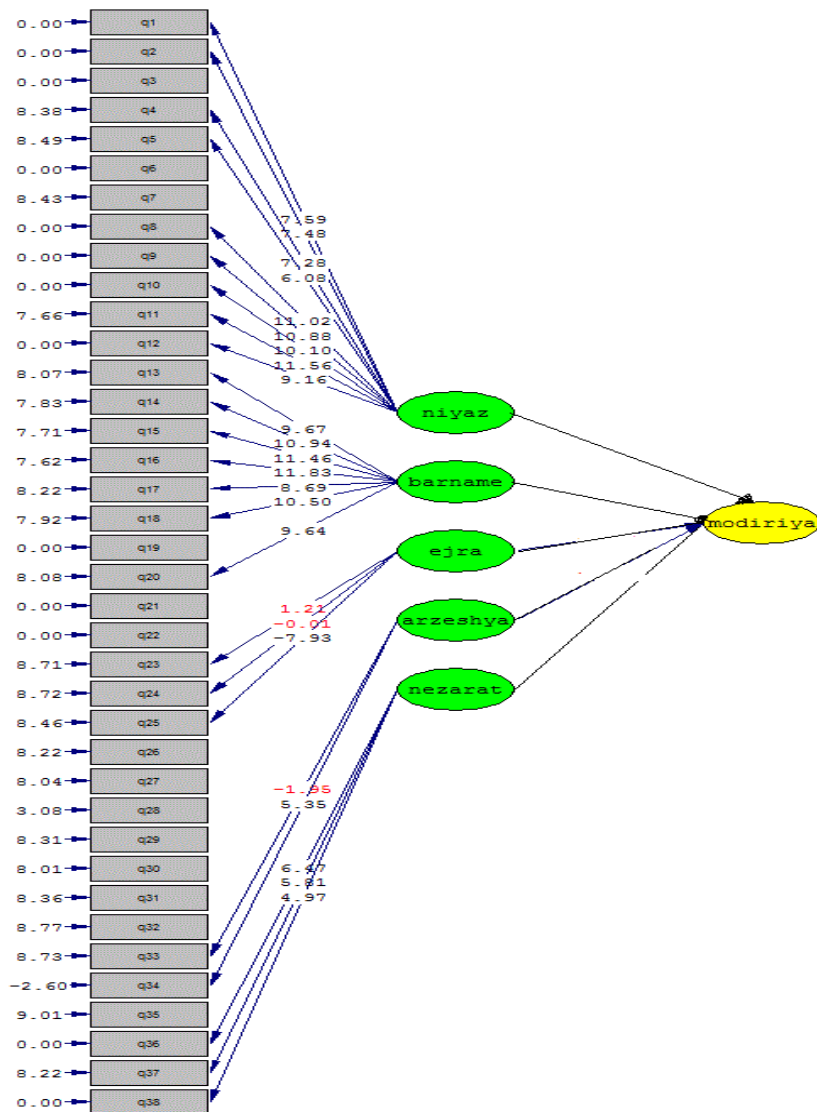 0.00 q1
0.00 q2
0.00 q3
8.38 q4
8.49 q5
0.00 q6
8.43 q7
0.00 q8
0.00 q9
0.00 q10
7.66 q11
0.00 q12
8.07 q13
7.83 q14
7.71 q15
7.62 q16
8.22 q17
7.92 q18
0.00 q19
8.08 q20
0.00 q21
0.00 q22
8.71 q23
8.72 q24
8.46 q25
8.22 q26
8.04 q27
3.08 q28
8.31 q29
8.01 q30
8.36 q31
8.77 q32
8.73 q33
-2.60 q34
9.01 q35
0.00 q36
8.22 q37
0.00 q38
7.59
7.48
7.28
6.08
11.02
10.88
10.10
11.56
9.16
9.67
10.94
11.46
11.83
8.69
10.50
9.64
1.21
-0.01
-7.93
-1.95
5.35
6.47
5.81
4.97
niyaz
barname
ejra
arzeshya
nezarat
modiriya